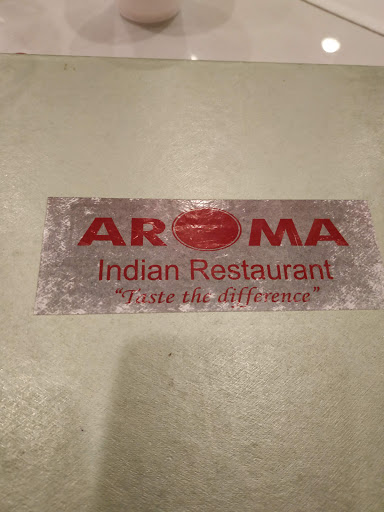 AROMA
Indian Restaurant
"Taste the difference"